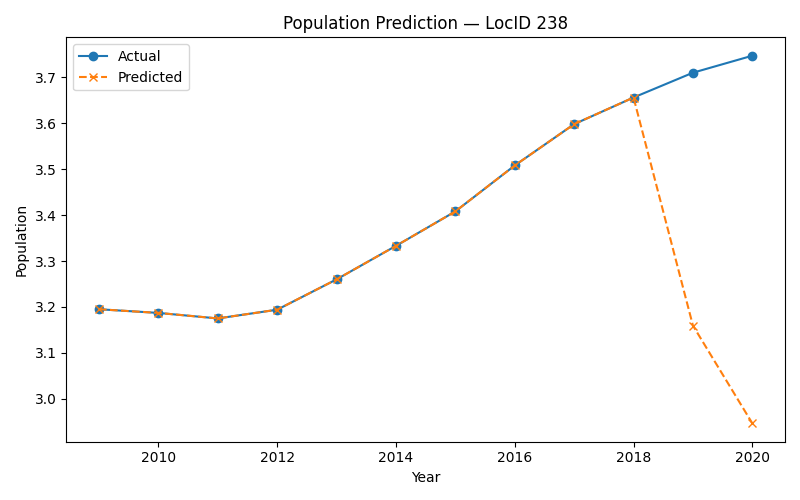 Population Prediction — LocID 238
Actual
Predicted
Population
3.7
3.6
3.5
3.4
3.3
3.2
3.1
3.0
2010 2012 2014 2016 2018 2020
Year